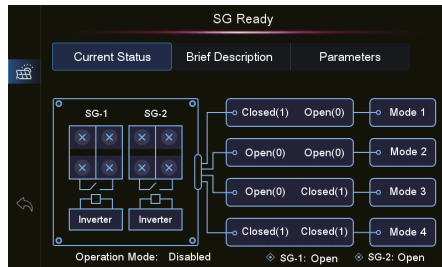 SG Ready
Current Status Brief Description Parameters
SG-1 SG-2
Inverter Inverter
Closed(1) Open(0) Mode 1
Open(0) Open(0) Mode 2
Open(0) Closed(1) Mode 3
Closed(1) Closed(1) Mode 4
Operation Mode: Disabled SG-1: Open SG-2: Open